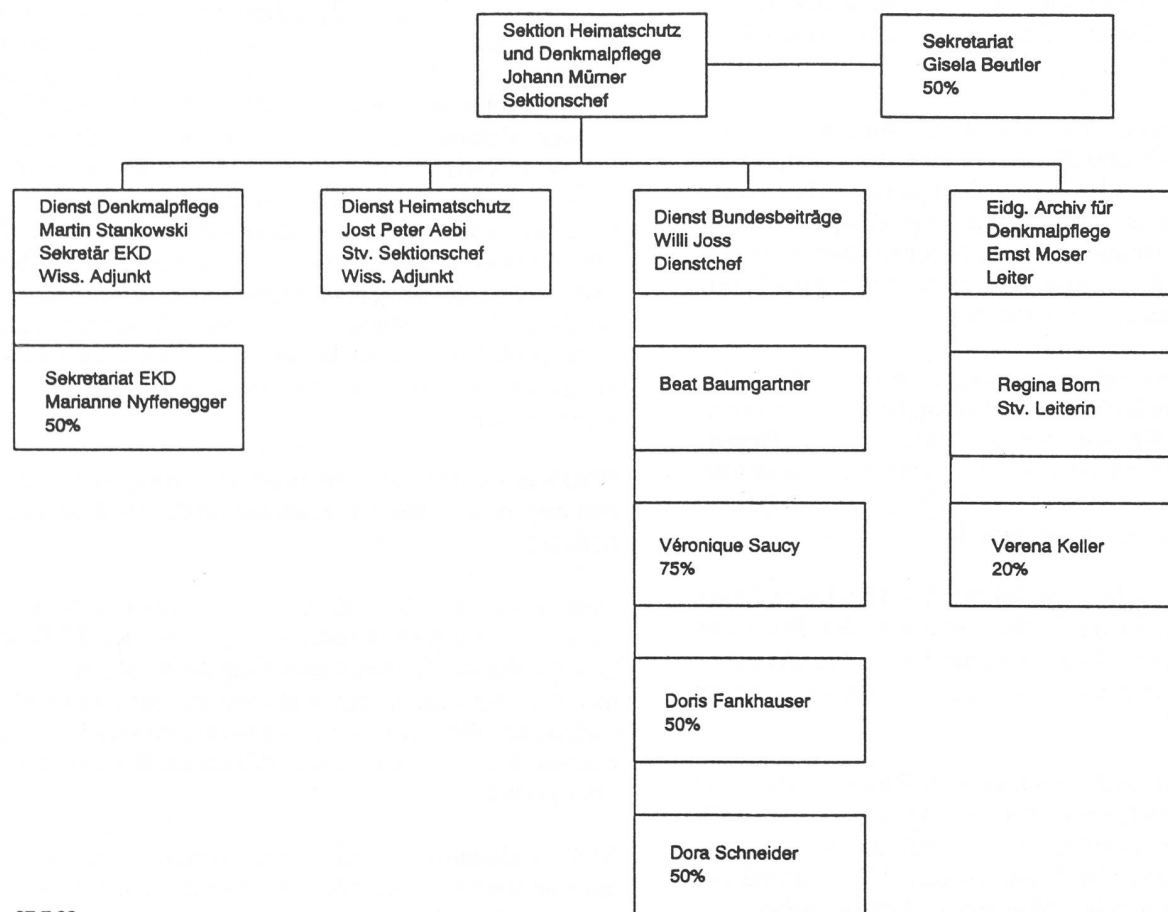 Sektion Heimatschutz
und Denkmalpflege
Johann Mürner
Sektionschef
Sekretariat
Gisela Beutler
50%
Dienst Denkmalpflege
Martin Stankowski
Sekretär EKD
Wiss. Adjunkt
Dienst Heimatschutz
Jost Peter Aebi
Stv. Sektionschef
Wiss. Adjunkt
Dienst Bundesbeiträge
Willi Joss
Dienstchef
Eidg. Archiv für
Denkmalpflege
Ernst Moser
Leiter
Sekretariat EKD
Marianne Nyffenegger
50%
Beat Baumgartner
Regina Born
Stv. Leiterin
Véronique Saucy
75%
Verena Keller
20%
Doris Fankhauser
50%
Dora Schneider
50%